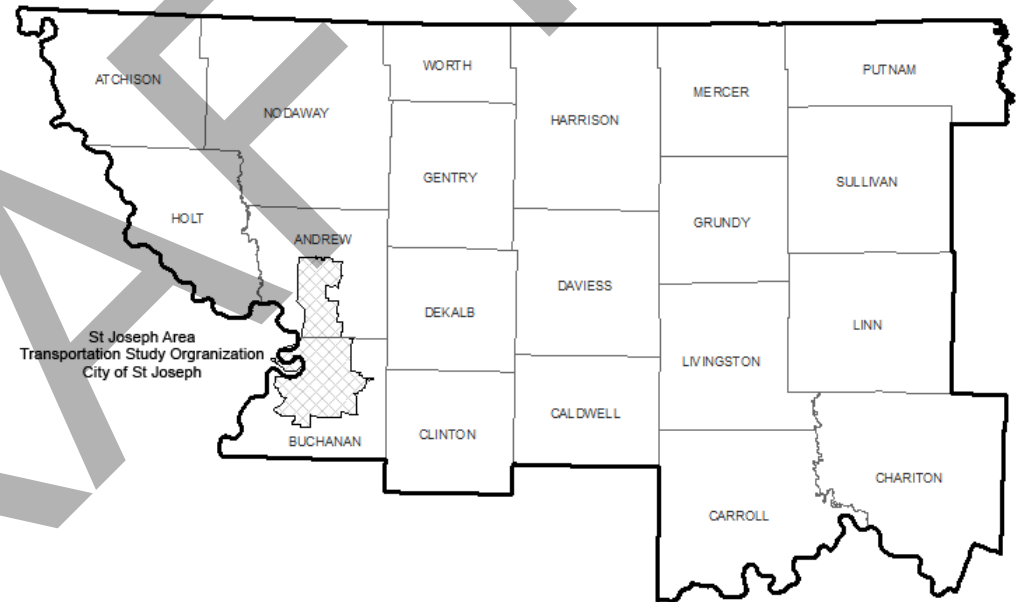 WORTH
PUTNAM
ATCHISON
MERCER
NODAWAY
HARRISON
GENTRY
SULLIVAN
HOLT
GRUNDY
ANDREW
DAVIESS
DEKALB
LINN
St Joseph Area
Transportation Study Orgranization
City of St Joseph
LIVINGSTON
CALDWELL
CLINTON
BUCHANAN
CHARITON
CARROLL